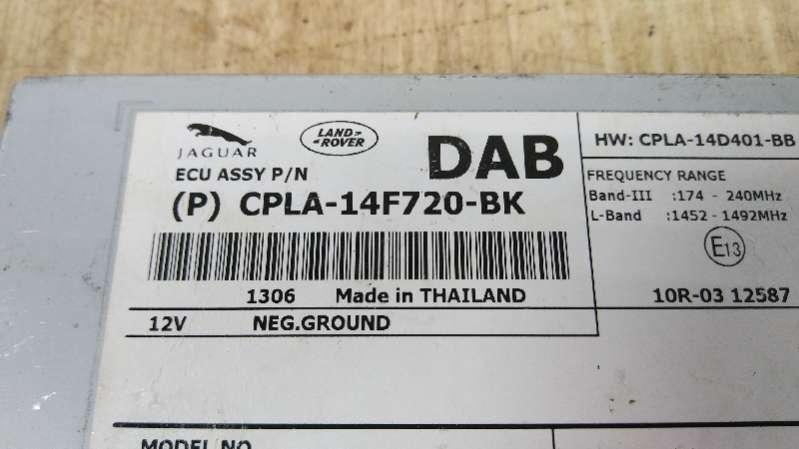 JAGUAR
LAND ROVER
DAB
ECU ASSY P/N
(P) CPLA-14F720-BK
1306 Made in THAILAND
12V NEG.GROUND
HW: CPLA-14D401-BB
FREQUENCY RANGE
Band-III :174 - 240MHz
L-Band :1452 - 1492MHz
E13
10R-03 12587
MODEL NO